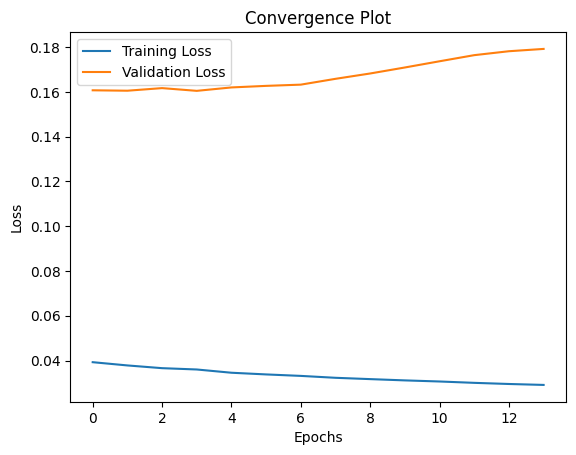 Convergence Plot
Training Loss
Validation Loss
0.18
0.16
0.14
0.12
0.10
0.08
0.06
0.04
Loss
0 2 4 6 8 10 12
Epochs